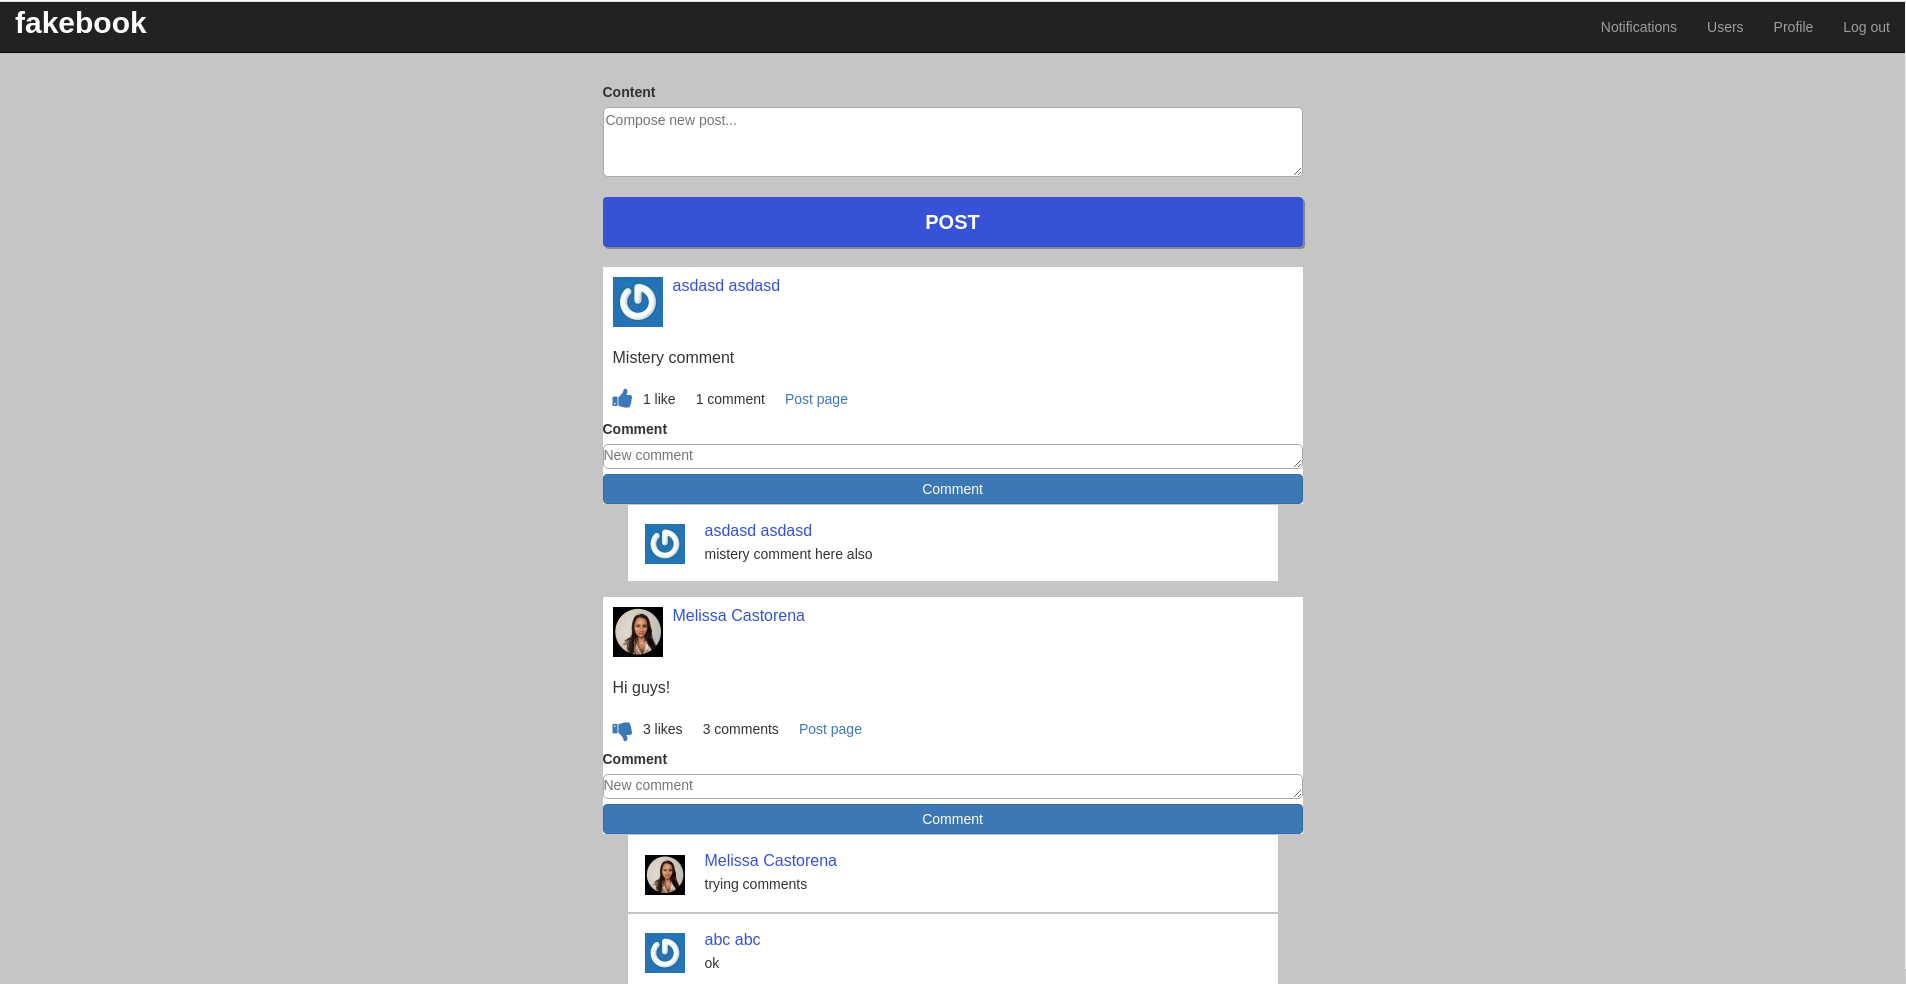 fakebook
Notifications Users Profile Log out
Content
Compose new post...
POST
asdasd asdasd
Mistery comment
1 like 1 comment Post page
Comment
New comment
Comment
asdasd asdasd
mistery comment here also
Melissa Castorena
Hi guys!
3 likes 3 comments Post page
Comment
New comment
Comment
Melissa Castorena
trying comments
abc abc
ok